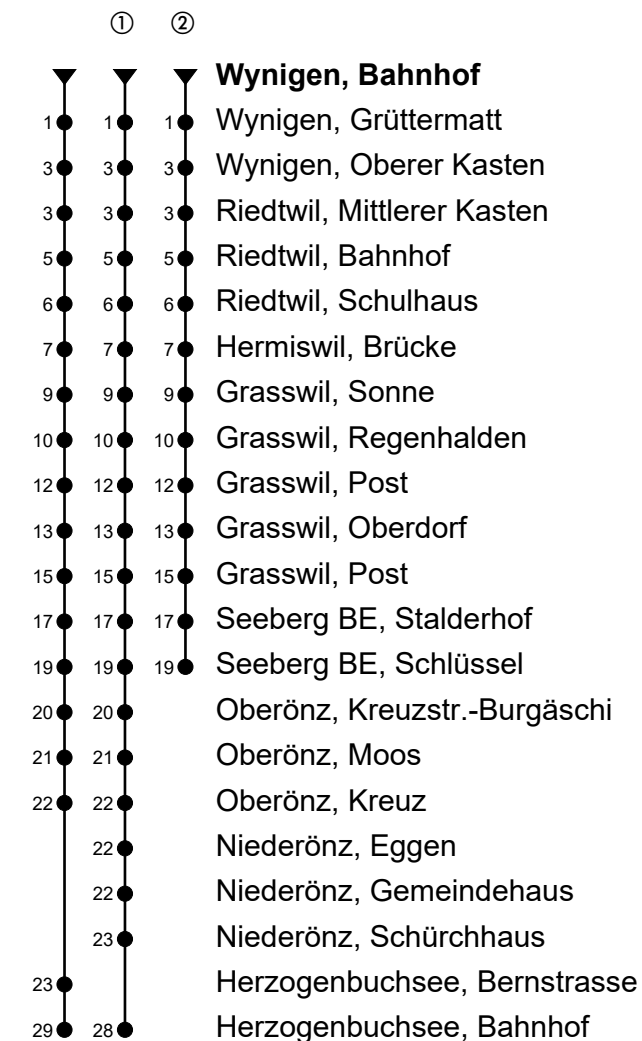 ① ②
Wynigen, Bahnhof
1 1 1 Wynigen, Grüttermatt
3 3 3 Wynigen, Oberer Kasten
3 3 3 Riedtwil, Mittlerer Kasten
5 5 5 Riedtwil, Bahnhof
6 6 6 Riedtwil, Schulhaus
7 7 7 Hermiswil, Brücke
9 9 9 Grasswil, Sonne
10 10 10 Grasswil, Regenhalden
12 12 12 Grasswil, Post
13 13 13 Grasswil, Oberdorf
15 15 15 Grasswil, Post
17 17 17 Seeberg BE, Stalderhof
19 19 19 Seeberg BE, Schlüssel
20 20 Oberönz, Kreuzstr.-Burgäschi
21 21 Oberönz, Moos
22 22 Oberönz, Kreuz
22 Niederönz, Eggen
22 Niederönz, Gemeindehaus
23 Niederönz, Schürchhaus
23 Herzogenbuchsee, Bernstrasse
29 28 Herzogenbuchsee, Bahnhof